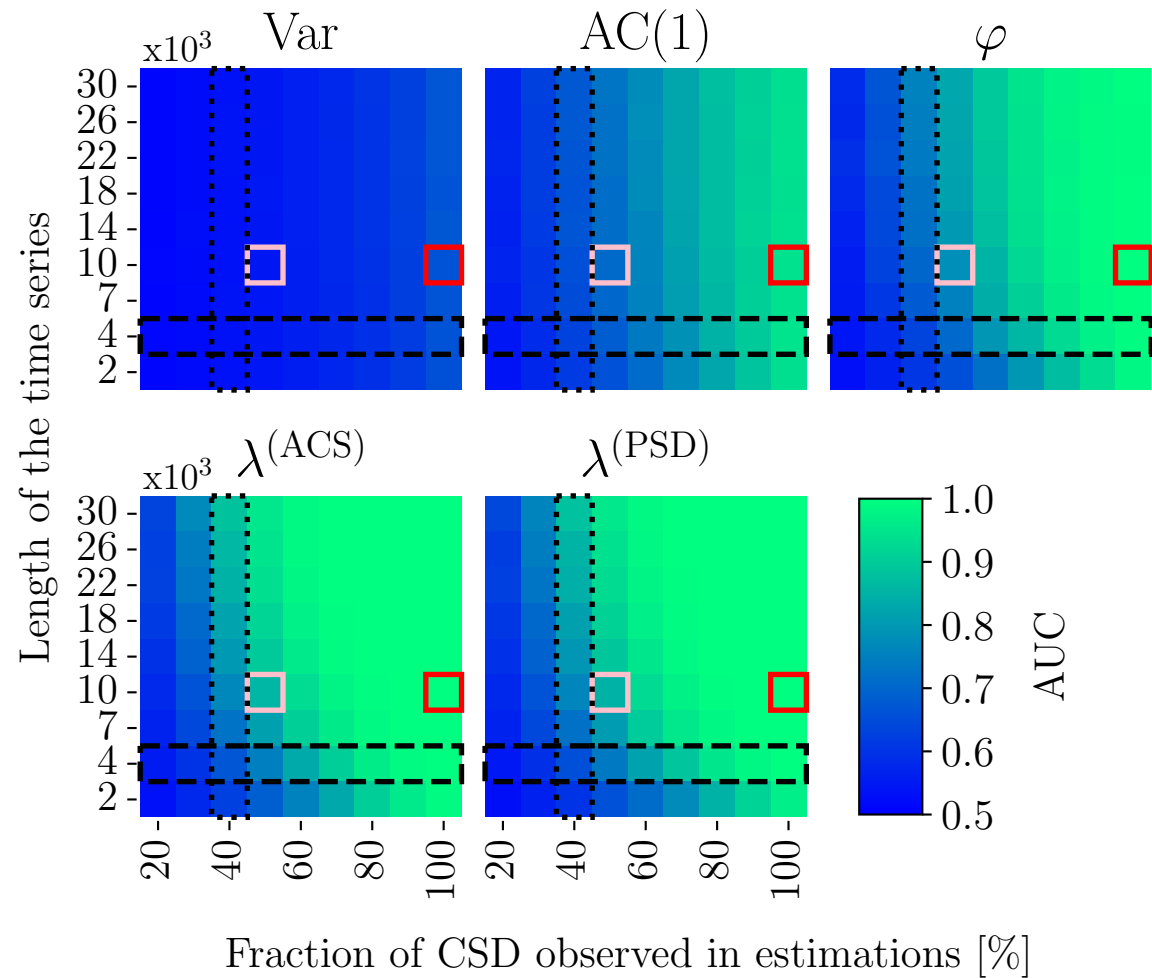 Var AC(1) φ
x10³
30
26
22
18
14
10
7
4
2
Length of the time series
λ(ACS) λ(PSD)
x10³
30
26
22
18
14
10
7
4
2
20 40 60 80 100
20 40 60 80 100
1.0
0.9
0.8
0.7
0.6
0.5
AUC
Fraction of CSD observed in estimations [%]